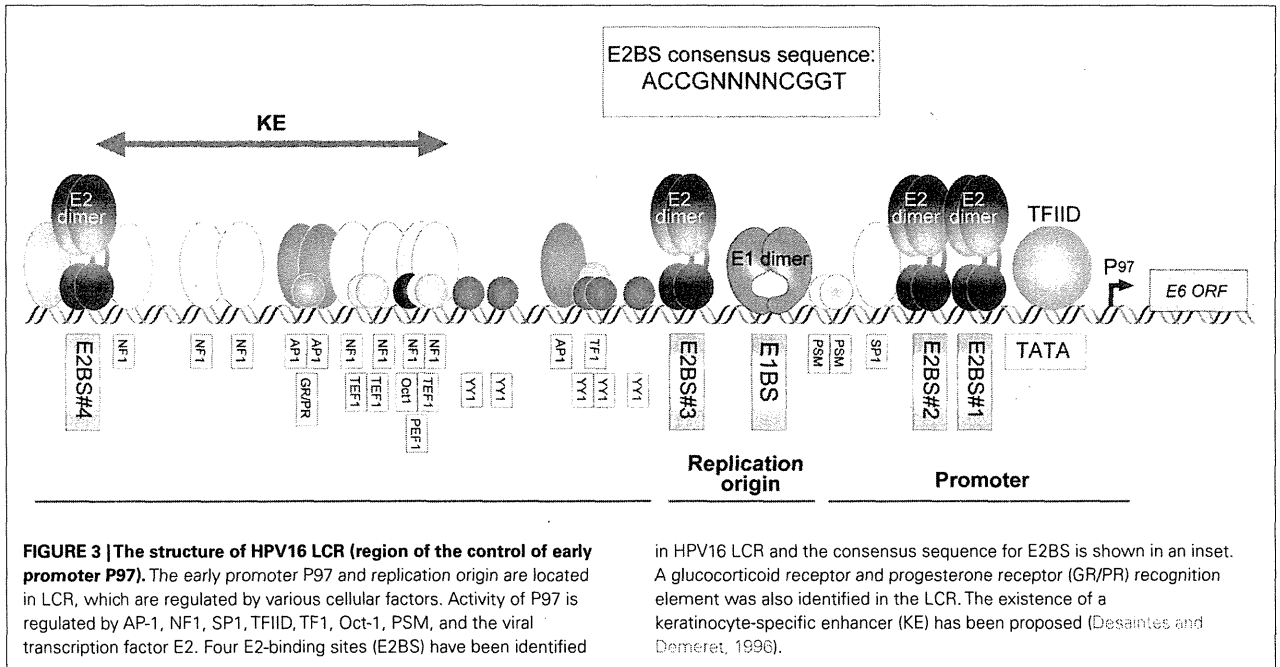 E2BS consensus sequence:
ACCGNNNNCGGT
KE
E2
dimer
E2
dimer
E2
dimer
E2
dimer
TFIID
E1 dimer
P97
E6 ORF
E2BS#4
NF1
NF1
NF1
AP1
AP1
GR/PR
NF1
NF1
NF1
NF1
TEF1
TEF1
Oct1
TEF1
PEF1
YY1
YY1
AP1
TF1
YY1
YY1
YY1
E2BS#3
E1BS
PSM
PSM
SP1
E2BS#2
E2BS#1
TATA
Replication
origin
Promoter
FIGURE 3 | The structure of HPV16 LCR (region of the control of early
promoter P97). The early promoter P97 and replication origin are located
in LCR, which are regulated by various cellular factors. Activity of P97 is
regulated by AP-1, NF1, SP1, TFIID, TF1, Oct-1, PSM, and the viral
transcription factor E2. Four E2-binding sites (E2BS) have been identified
in HPV16 LCR and the consensus sequence for E2BS is shown in an inset.
A glucocorticoid receptor and progesterone receptor (GR/PR) recognition
element was also identified in the LCR. The existence of a
keratinocyte-specific enhancer (KE) has been proposed (Desaintes and
Demeret, 1996).